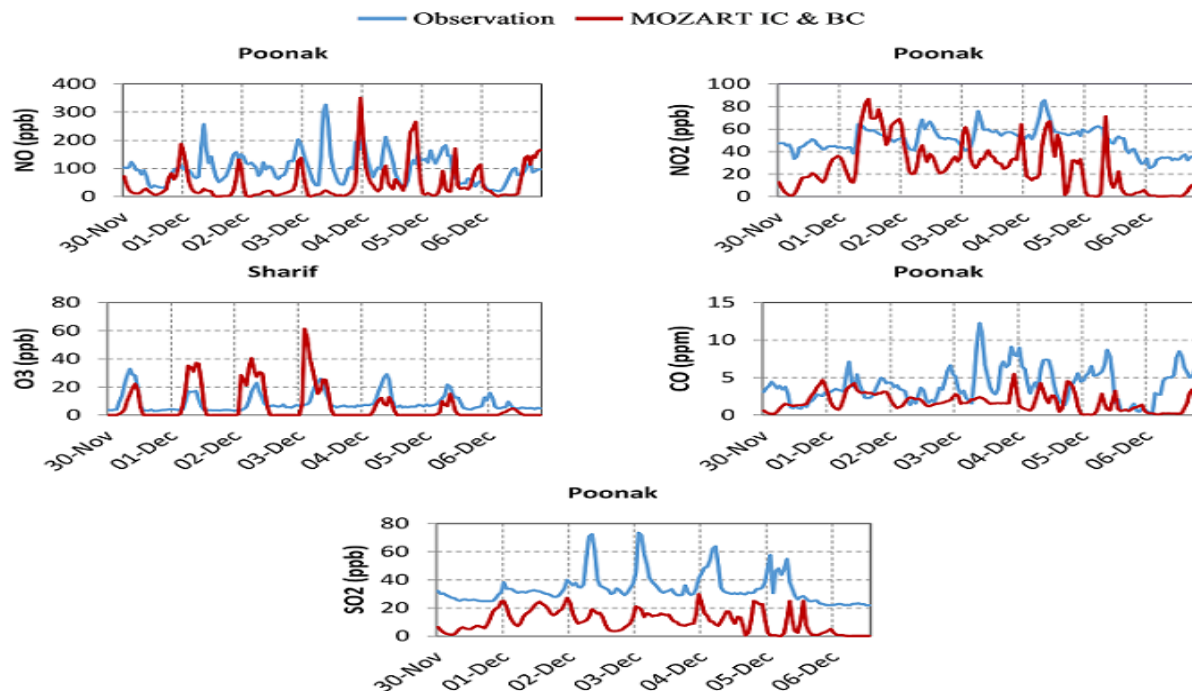 Observation MOZART IC & BC
Poonak
NO (ppb)
400
300
200
100
0
30-Nov 01-Dec 02-Dec 03-Dec 04-Dec 05-Dec 06-Dec
Poonak
NO2 (ppb)
100
80
60
40
20
0
30-Nov 01-Dec 02-Dec 03-Dec 04-Dec 05-Dec 06-Dec
Sharif
O3 (ppb)
80
60
40
20
0
30-Nov 01-Dec 02-Dec 03-Dec 04-Dec 05-Dec 06-Dec
Poonak
CO (ppm)
15
10
5
0
30-Nov 01-Dec 02-Dec 03-Dec 04-Dec 05-Dec 06-Dec
Poonak
SO2 (ppb)
80
60
40
20
0
30-Nov 01-Dec 02-Dec 03-Dec 04-Dec 05-Dec 06-Dec